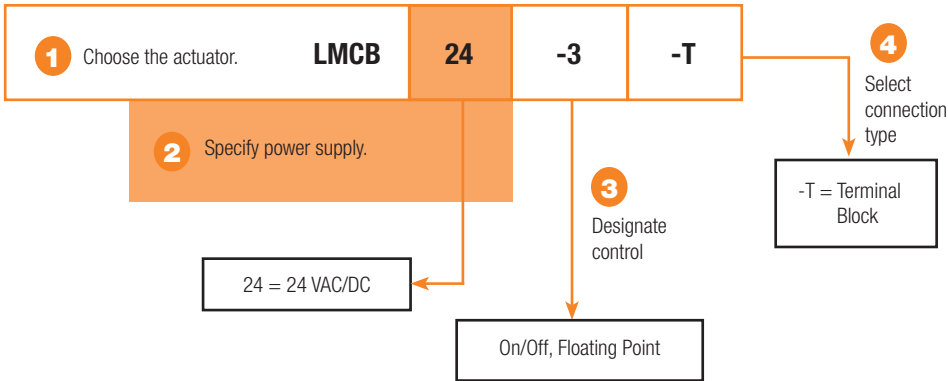 1 Choose the actuator. LMCB 24 -3 -T
4
Select
connection
type
2 Specify power supply.
3
Designate
control
-T = Terminal
Block
24 = 24 VAC/DC
On/Off, Floating Point